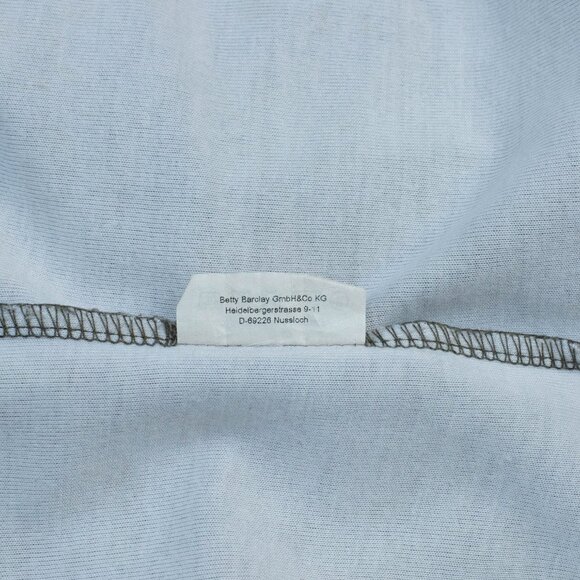 Betty Barclay GmbH&Co KG
Heidelbergerstrasse 9-11
D-69226 Nussloch